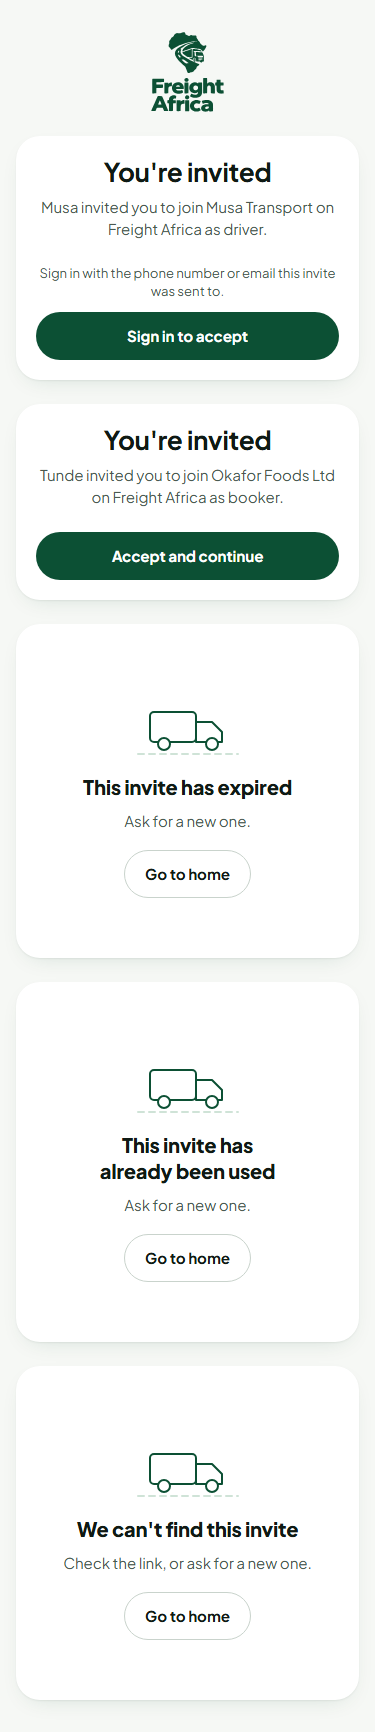 Freight
Africa
You're invited
Musa invited you to join Musa Transport on
Freight Africa as driver.
Sign in with the phone number or email this invite
was sent to.
Sign in to accept
You're invited
Tunde invited you to join Okafor Foods Ltd
on Freight Africa as booker.
Accept and continue
This invite has expired
Ask for a new one.
Go to home
This invite has
already been used
Ask for a new one.
Go to home
We can't find this invite
Check the link, or ask for a new one.
Go to home